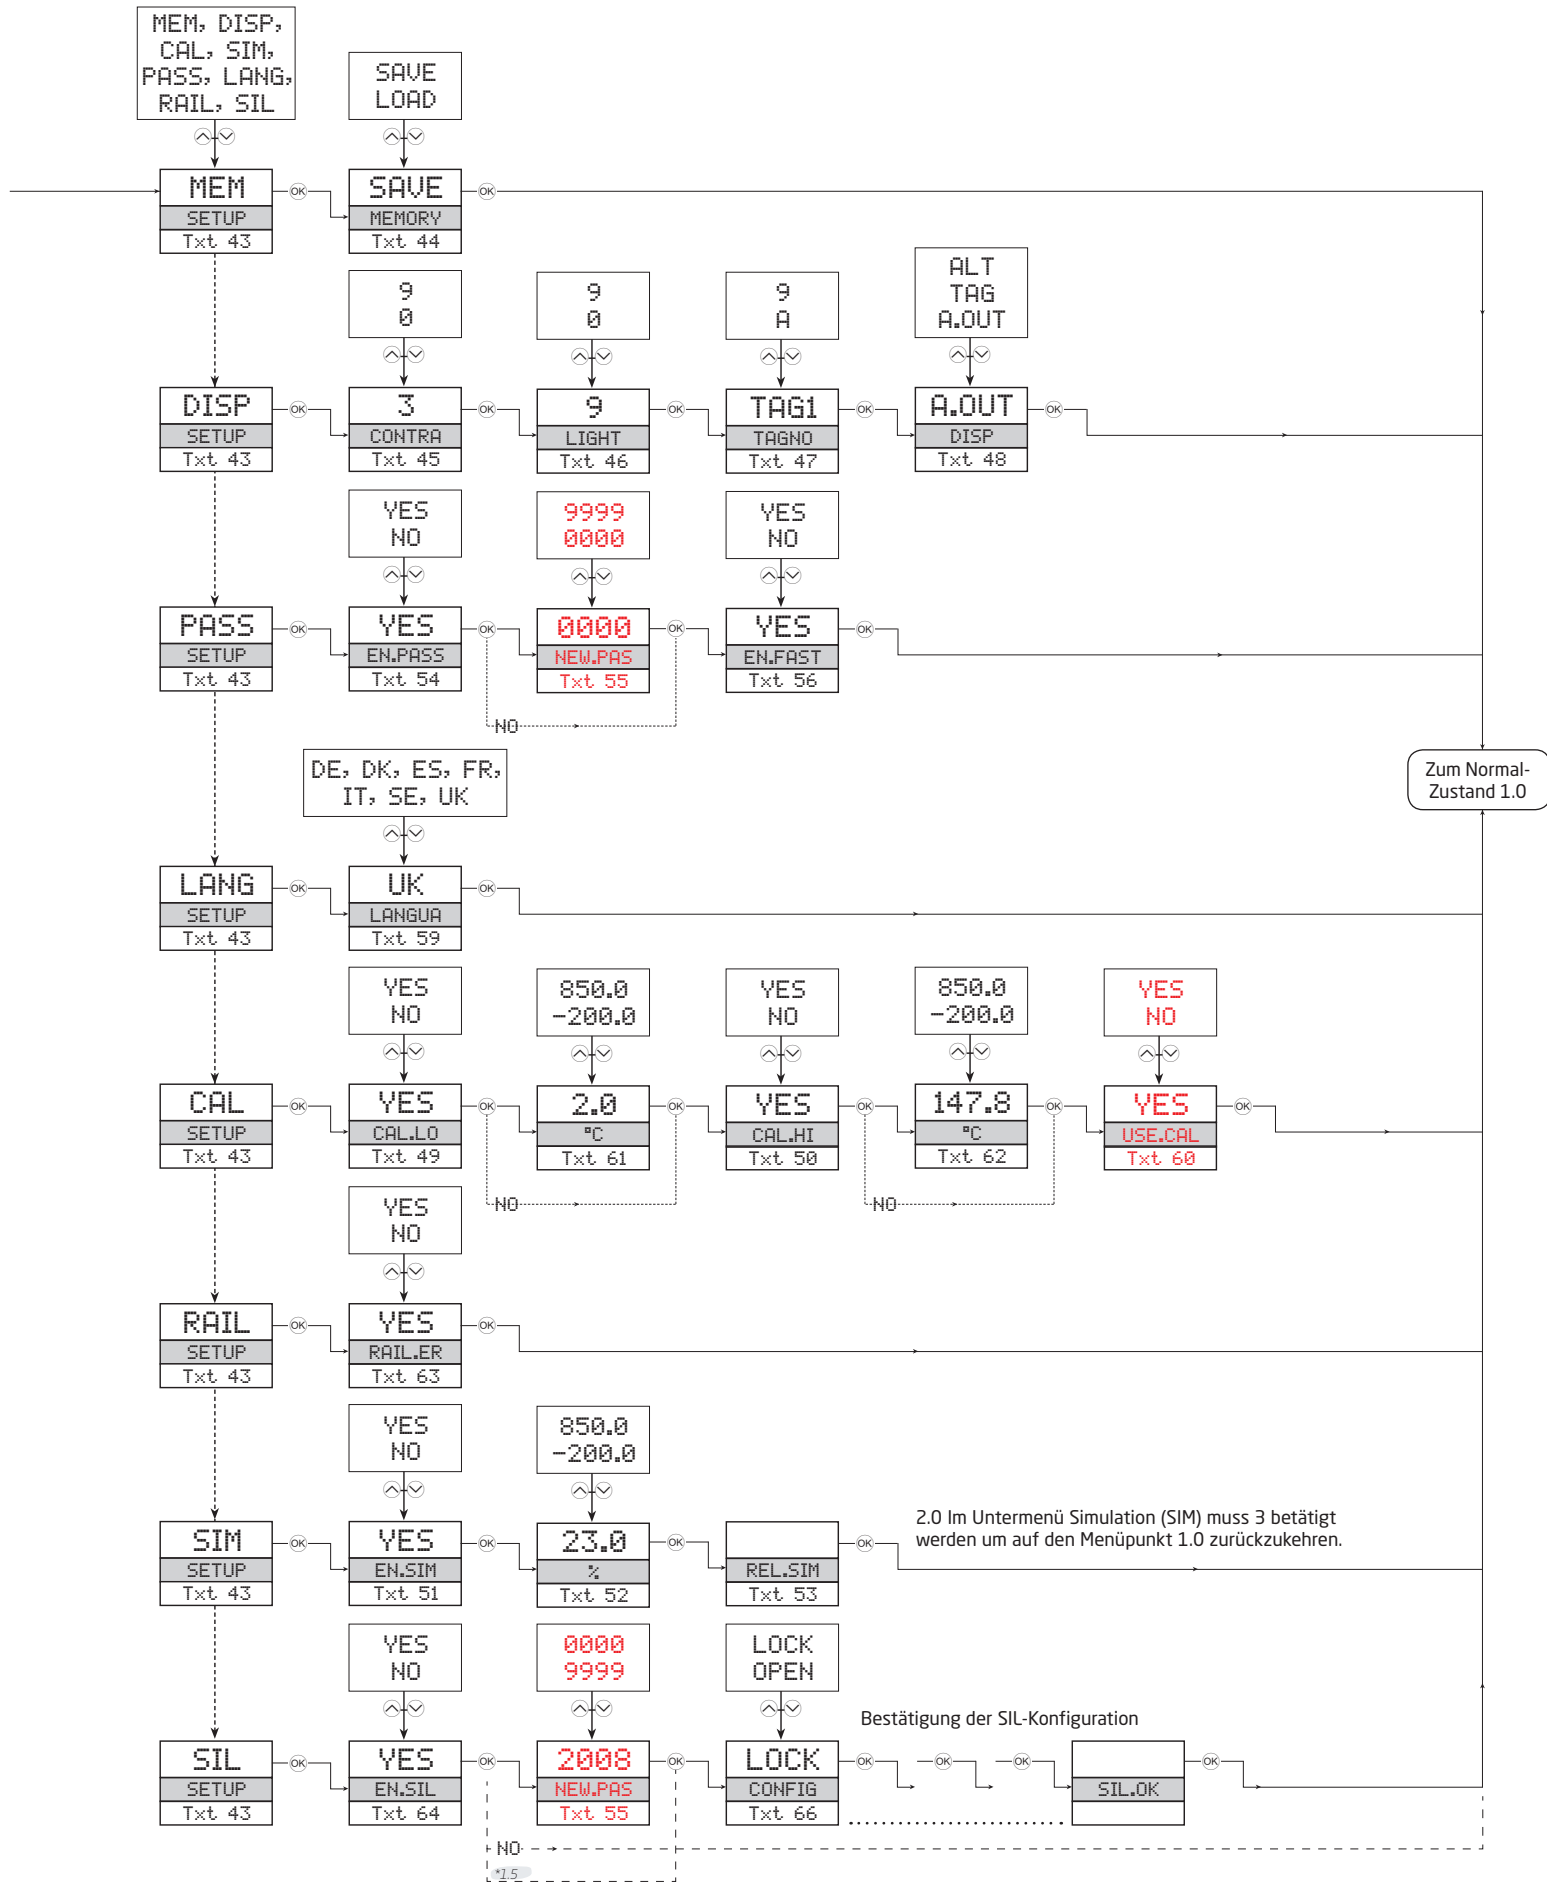 MEM, DISP,
CAL, SIM,
PASS, LANG,
RAIL, SIL
SAVE
LOAD
MEM
OK
SAVE
OK
SETUP
MEMORY
Txt 43
Txt 44
9
0
9
0
9
A
ALT
TAG
A.OUT
DISP
OK
3
OK
9
OK
TAG1
OK
A.OUT
OK
SETUP
CONTRA
LIGHT
TAGNO
DISP
Txt 43
Txt 45
Txt 46
Txt 47
Txt 48
YES
NO
9999
0000
YES
NO
PASS
OK
YES
OK
0000
OK
YES
OK
SETUP
EN.PASS
NEW.PAS
EN.FAST
Txt 43
Txt 54
Txt 55
Txt 56
NO
DE, DK, ES, FR,
IT, SE, UK
Zum Normal-
Zustand 1.0
LANG
OK
UK
OK
SETUP
LANGUA
Txt 43
Txt 59
YES
NO
850.0
-200.0
YES
NO
850.0
-200.0
YES
NO
CAL
OK
YES
OK
2.0
OK
YES
OK
147.8
OK
YES
OK
SETUP
CAL.LO
°C
CAL.HI
°C
USE.CAL
Txt 43
Txt 49
Txt 61
Txt 50
Txt 62
Txt 60
NO
NO
YES
NO
RAIL
OK
YES
OK
SETUP
RAIL.ER
Txt 43
Txt 63
YES
NO
850.0
-200.0
2.0 Im Untermenü Simulation (SIM) muss 3 betätigt
werden um auf den Menüpunkt 1.0 zurückzukehren.
SIM
OK
YES
OK
23.0
OK
OK
SETUP
EN.SIM
%
REL.SIM
Txt 43
Txt 51
Txt 52
Txt 53
YES
NO
0000
9999
LOCK
OPEN
Bestätigung der SIL-Konfiguration
SIL
OK
YES
OK
2008
OK
LOCK
OK
OK
OK
OK
SETUP
EN.SIL
NEW.PAS
CONFIG
SIL.OK
Txt 43
Txt 64
Txt 55
Txt 66
NO
*1.5